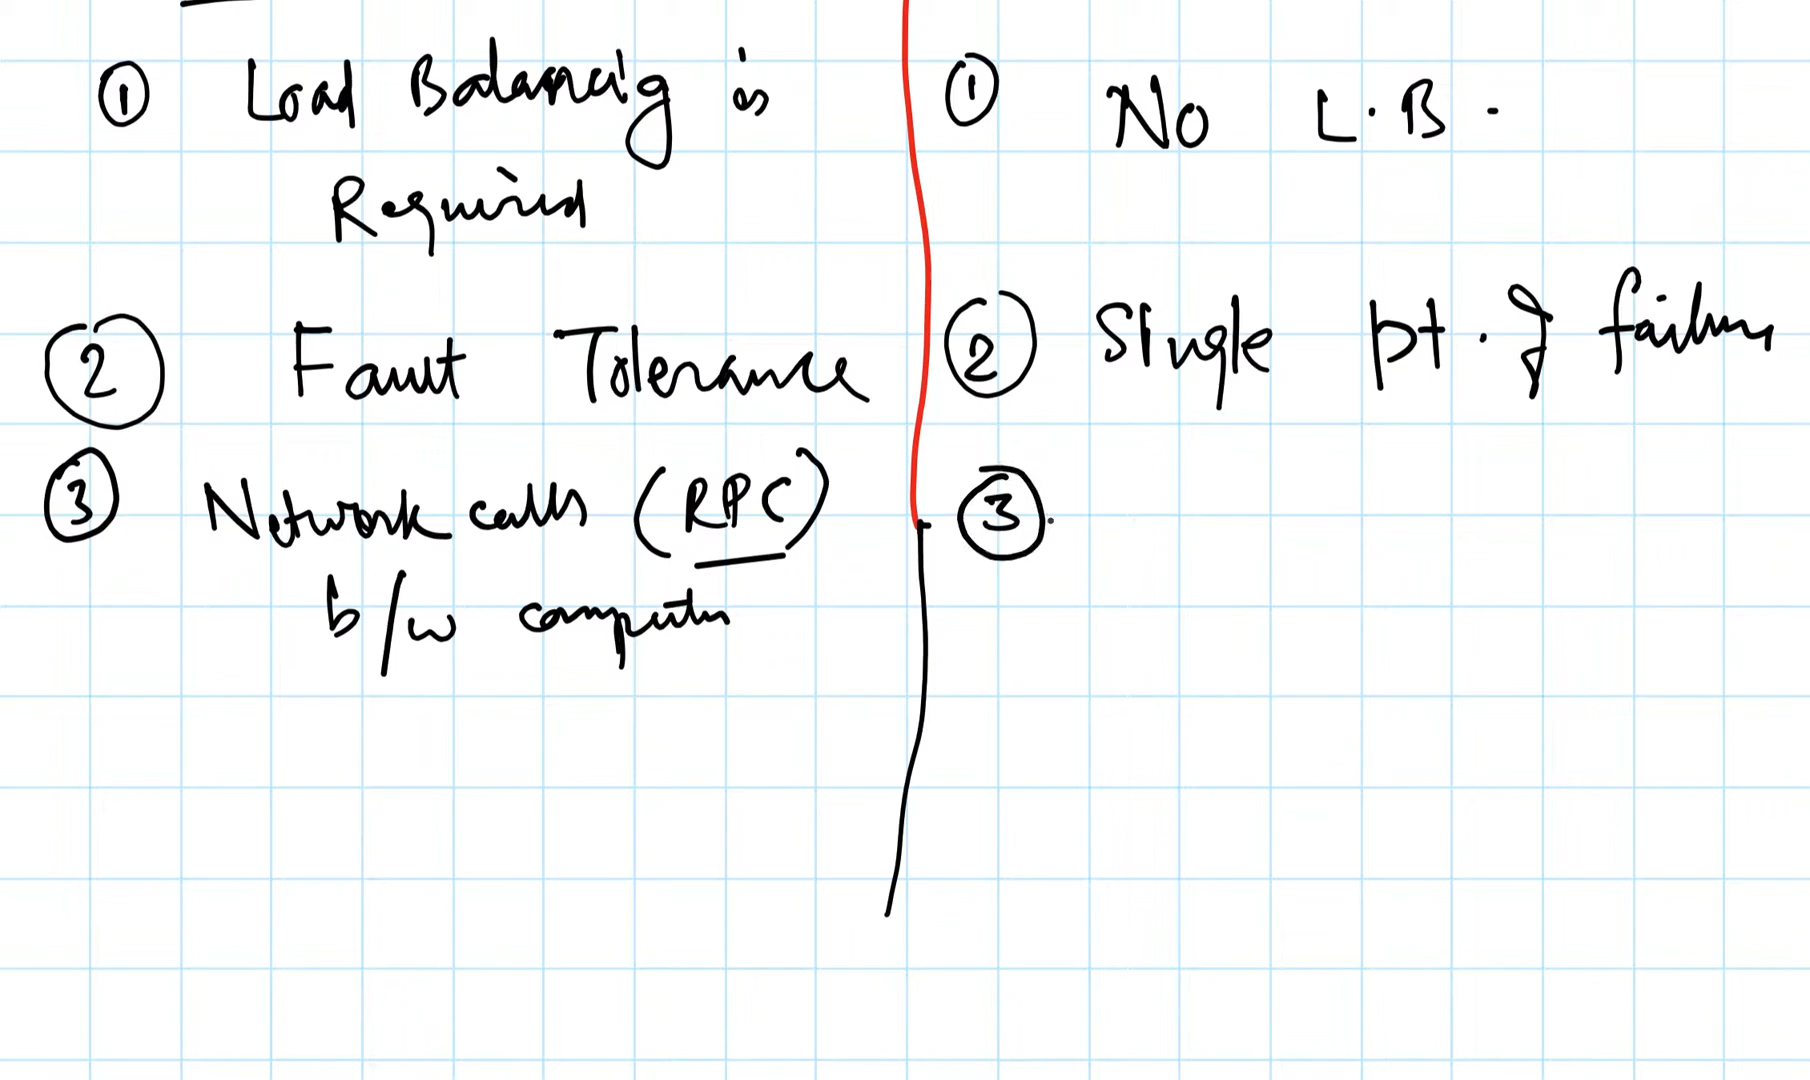 ① Load Balancing is
Required
② Fault Tolerance
③ Network calls (RPC)
b/w computers
① No L.B.
② Single pt. of failure
③